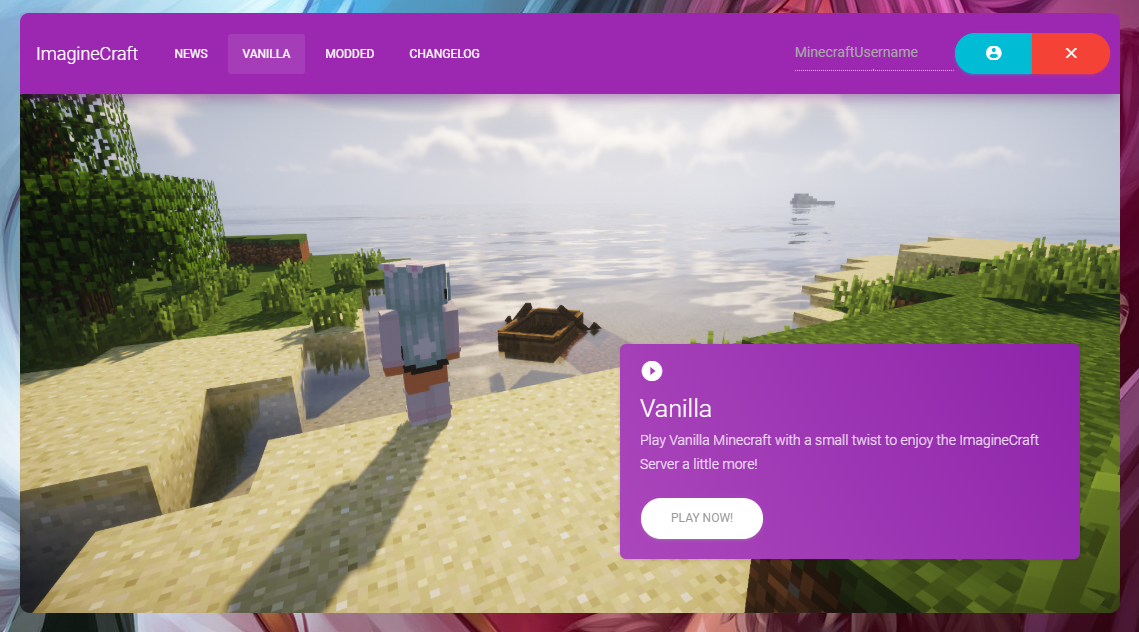 ImagineCraft
NEWS
VANILLA
MODDED
CHANGELOG
MinecraftUsername
Vanilla
Play Vanilla Minecraft with a small twist to enjoy the ImagineCraft
Server a little more!
PLAY NOW!